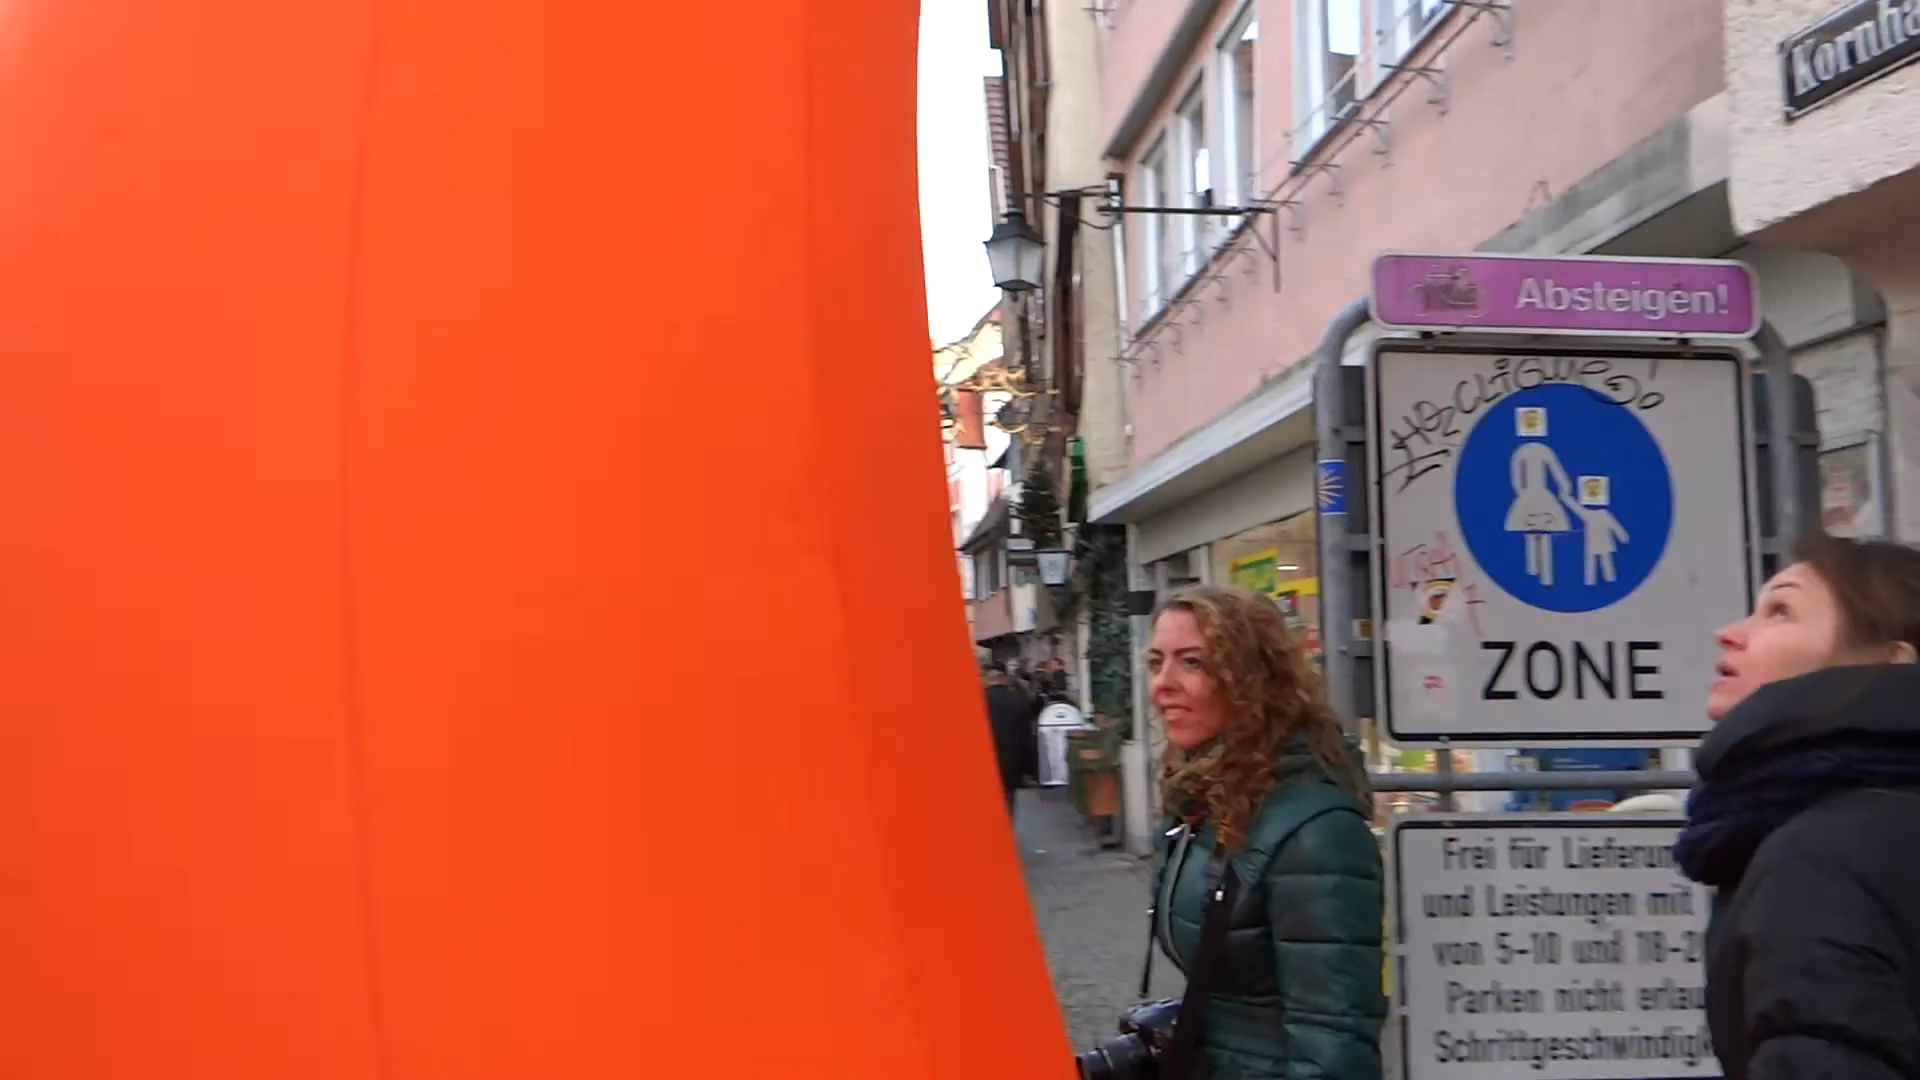 Kornha
Absteigen!
ZONE
Frei für Lieferun
und Leistungen mit
von 5-10 und 18-2
Parken nicht erlau
Schrittgeschwindigk